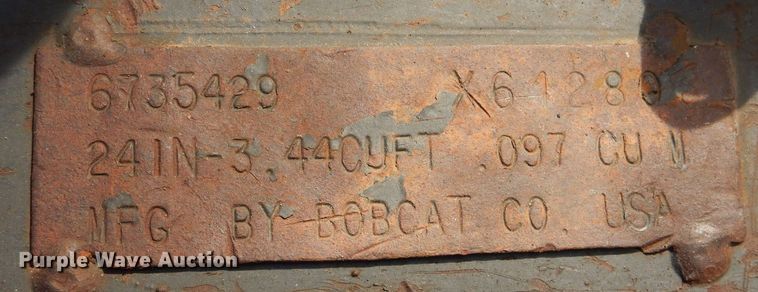 6735429 X61280
24IN-3.44CUFT .097 CU M
MFG BY BOBCAT CO. USA
Purple Wave Auction